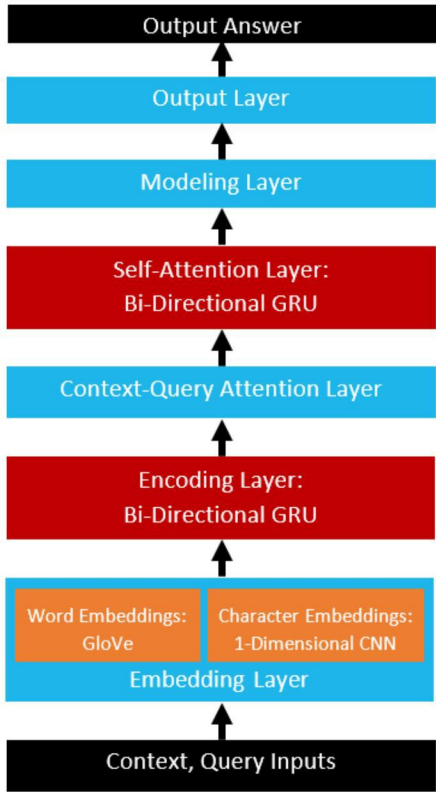 Output Answer
Output Layer
Modeling Layer
Self-Attention Layer:
Bi-Directional GRU
Context-Query Attention Layer
Encoding Layer:
Bi-Directional GRU
Word Embeddings:
GloVe
Character Embeddings:
1-Dimensional CNN
Embedding Layer
Context, Query Inputs